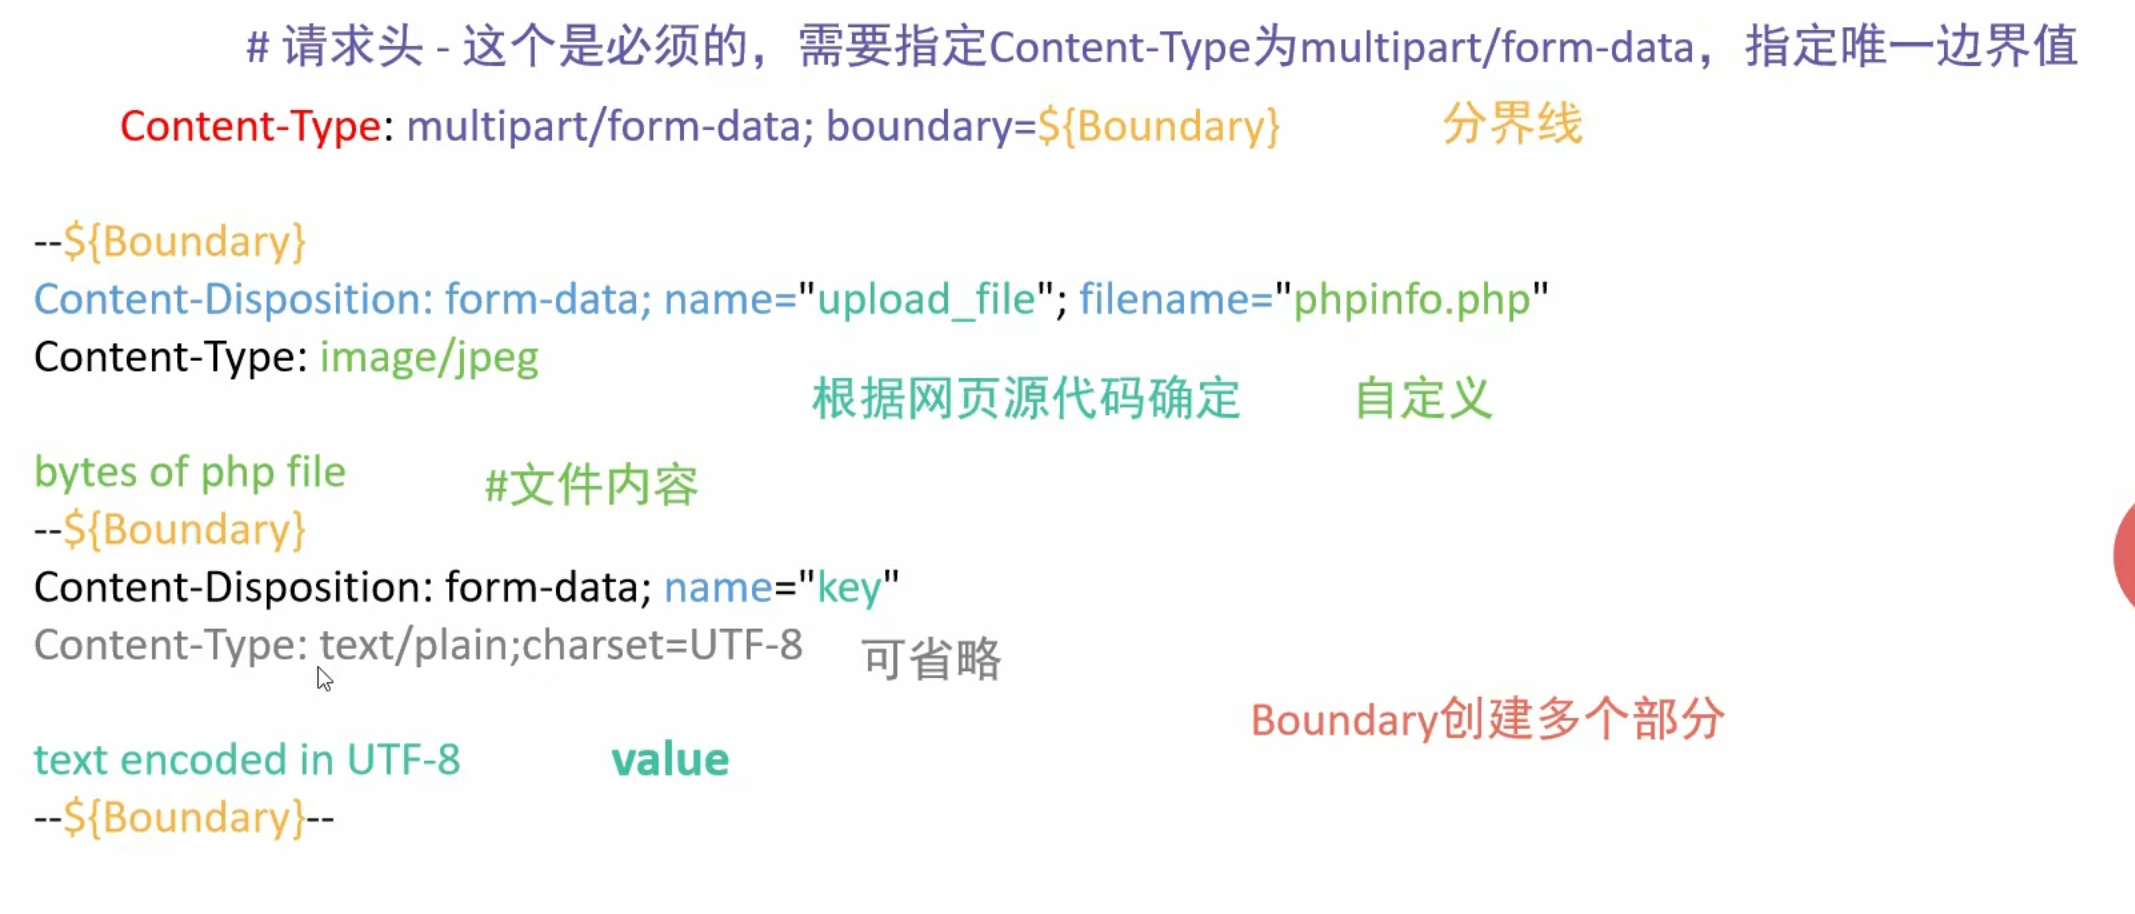 # 请求头 - 这个是必须的，需要指定Content-Type为multipart/form-data，指定唯一边界值
Content-Type: multipart/form-data; boundary=${Boundary}
分界线
--${Boundary}
Content-Disposition: form-data; name="upload_file"; filename="phpinfo.php"
Content-Type: image/jpeg
根据网页源代码确定
自定义
bytes of php file
#文件内容
--${Boundary}
Content-Disposition: form-data; name="key"
Content-Type: text/plain;charset=UTF-8
可省略
Boundary创建多个部分
text encoded in UTF-8
value
--${Boundary}--